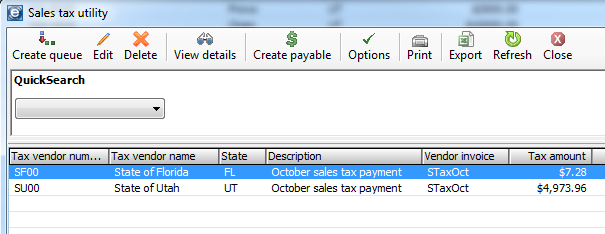 Sales tax utility
Create queue Edit Delete View details Create payable Options Print Export Refresh Close
QuickSearch
Tax vendor num... Tax vendor name State Description Vendor invoice Tax amount
SF00 State of Florida FL October sales tax payment STaxOct $7.28
SU00 State of Utah UT October sales tax payment STaxOct $4,973.96